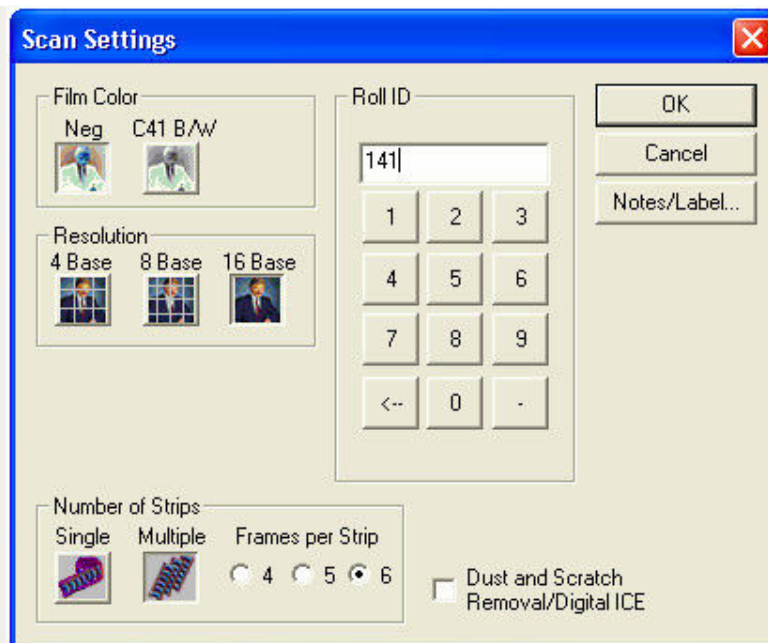 Scan Settings
Film Color
Neg C41 B/W
Resolution
4 Base 8 Base 16 Base
Roll ID
141
1 2 3
4 5 6
7 8 9
<-- 0 -
OK
Cancel
Notes/Label...
Number of Strips
Single Multiple Frames per Strip
4 5 6
Dust and Scratch
Removal/Digital ICE